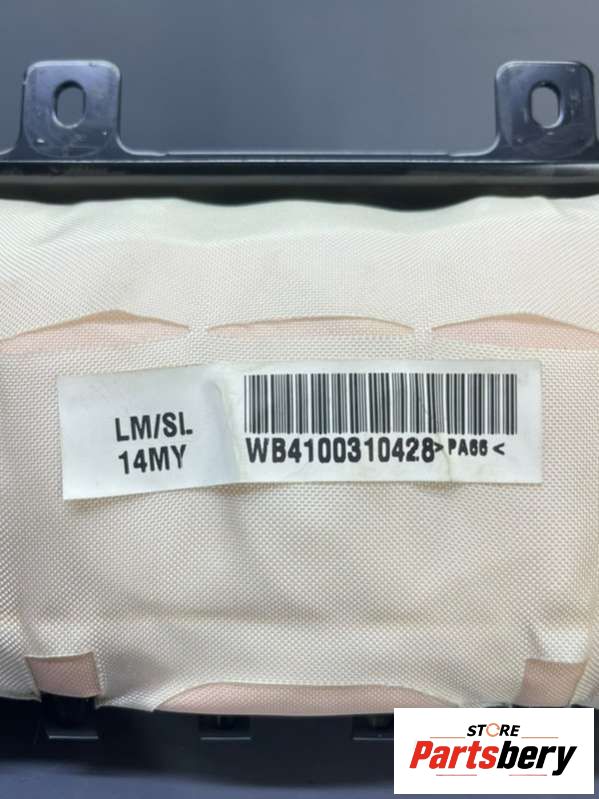 LM/SL
14MY
WB4100310428 >PA66<
STORE
Partsbery